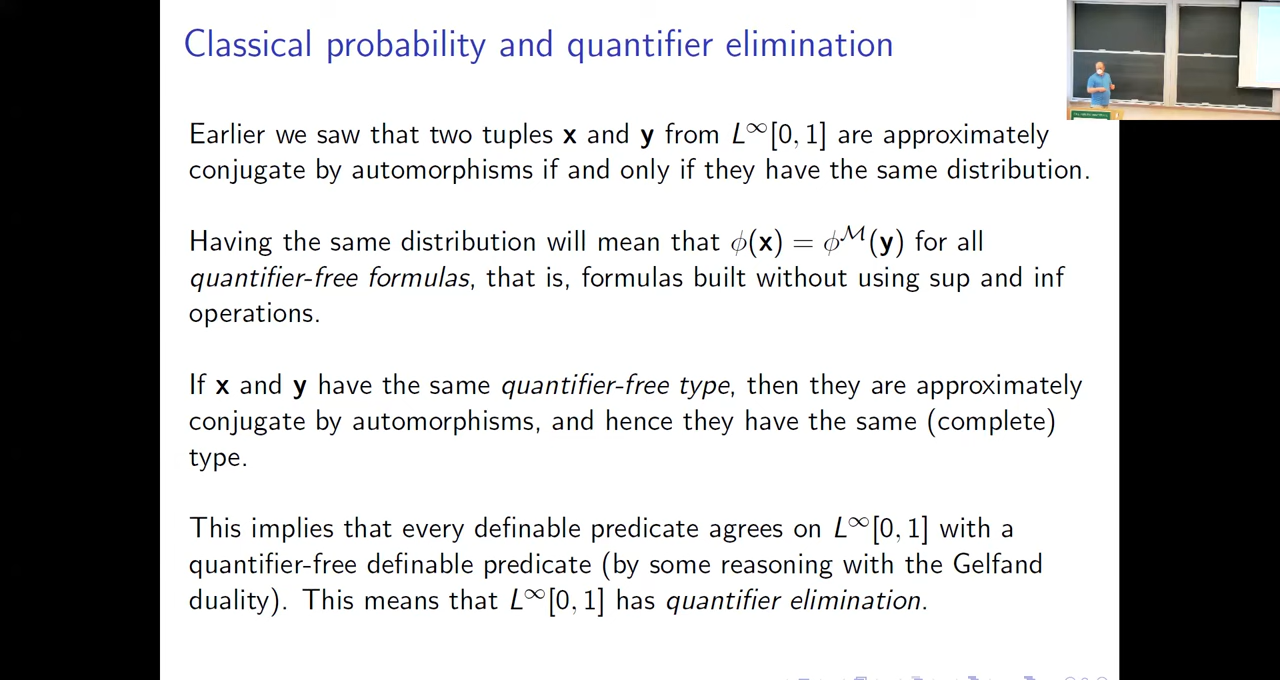 Classical probability and quantifier elimination
Earlier we saw that two tuples x and y from L∞[0, 1] are approximately
conjugate by automorphisms if and only if they have the same distribution.
Having the same distribution will mean that ϕ(x) = ϕᴹ(y) for all
quantifier-free formulas, that is, formulas built without using sup and inf
operations.
If x and y have the same quantifier-free type, then they are approximately
conjugate by automorphisms, and hence they have the same (complete)
type.
This implies that every definable predicate agrees on L∞[0, 1] with a
quantifier-free definable predicate (by some reasoning with the Gelfand
duality). This means that L∞[0, 1] has quantifier elimination.